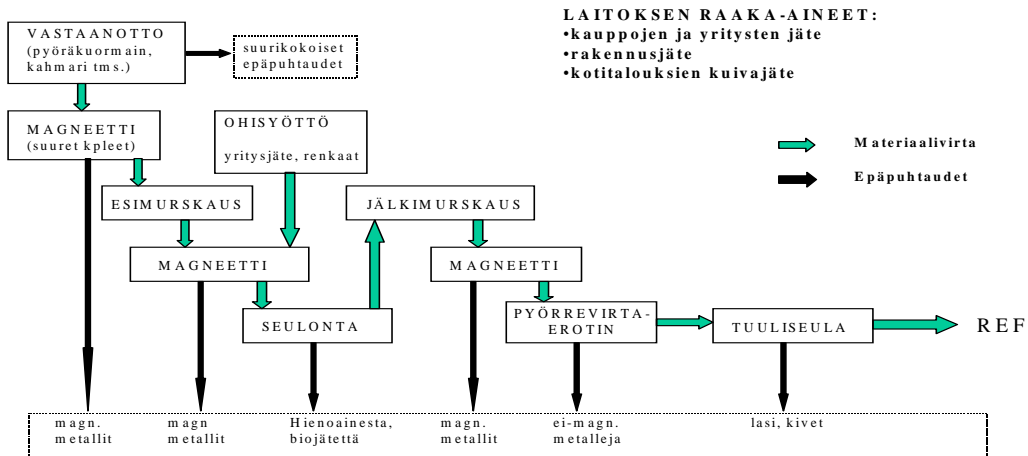 VASTAANOTTO
(pyöräkuormain,
kahmari tms.)
suurikokoiset
epäpuhtaudet
LAITOKSEN RAAKA-AINEET:
•kauppojen ja yritysten jäte
•rakennusjäte
•kotitalouksien kuivajäte
MAGNEETTI
(suuret kpleet)
OHISYÖTTÖ
yritysjäte, renkaat
Materiaalivirta
Epäpuhtaudet
ESIMURSKAUS
JÄLKIMURSKAUS
MAGNEETTI
MAGNEETTI
SEULONTA
PYÖRREVIRTA-
EROTIN
TUULISEULA
REF
magn.
metallit
magn
metallit
Hienoainesta,
biojätettä
magn.
metallit
ei-magn.
metalleja
lasi, kivet